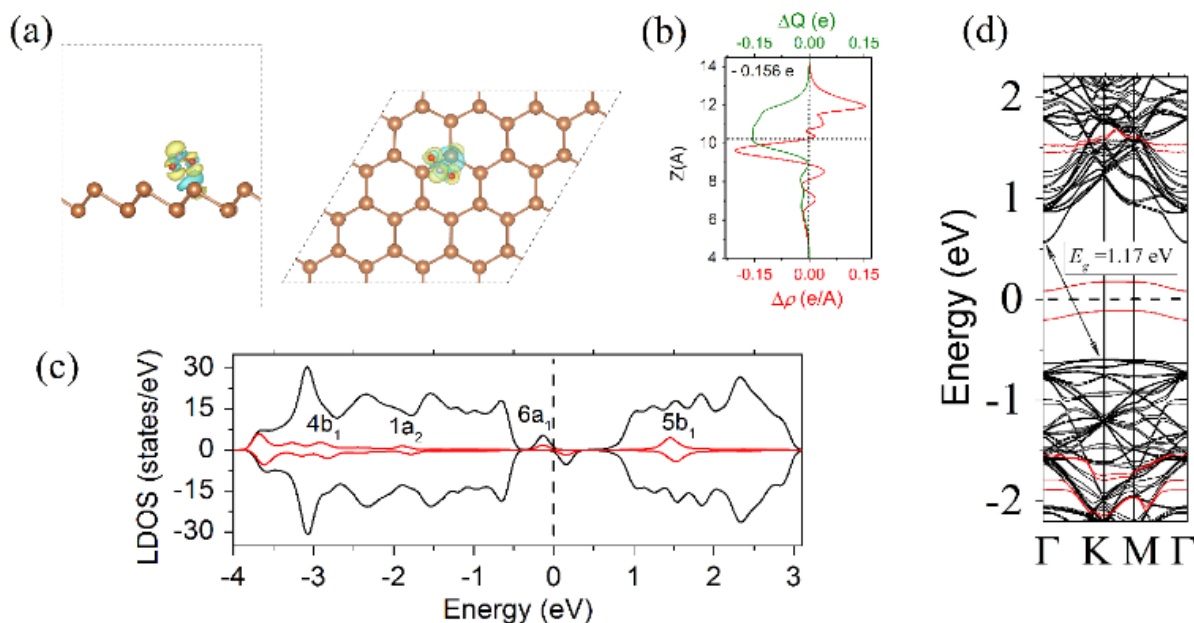 (a)
(b)
ΔQ (e)
-0.15 0.00 0.15
14
12
10
8
6
4
Z(A)
- 0.156 e
-0.15 0.00 0.15
Δρ (e/A)
(c)
LDOS (states/eV)
30
15
0
-15
-30
4b₁
1a₂
6a₁
5b₁
-4 -3 -2 -1 0 1 2 3
Energy (eV)
(d)
Energy (eV)
2
1
0
-1
-2
E_g =1.17 eV
Γ K M Γ